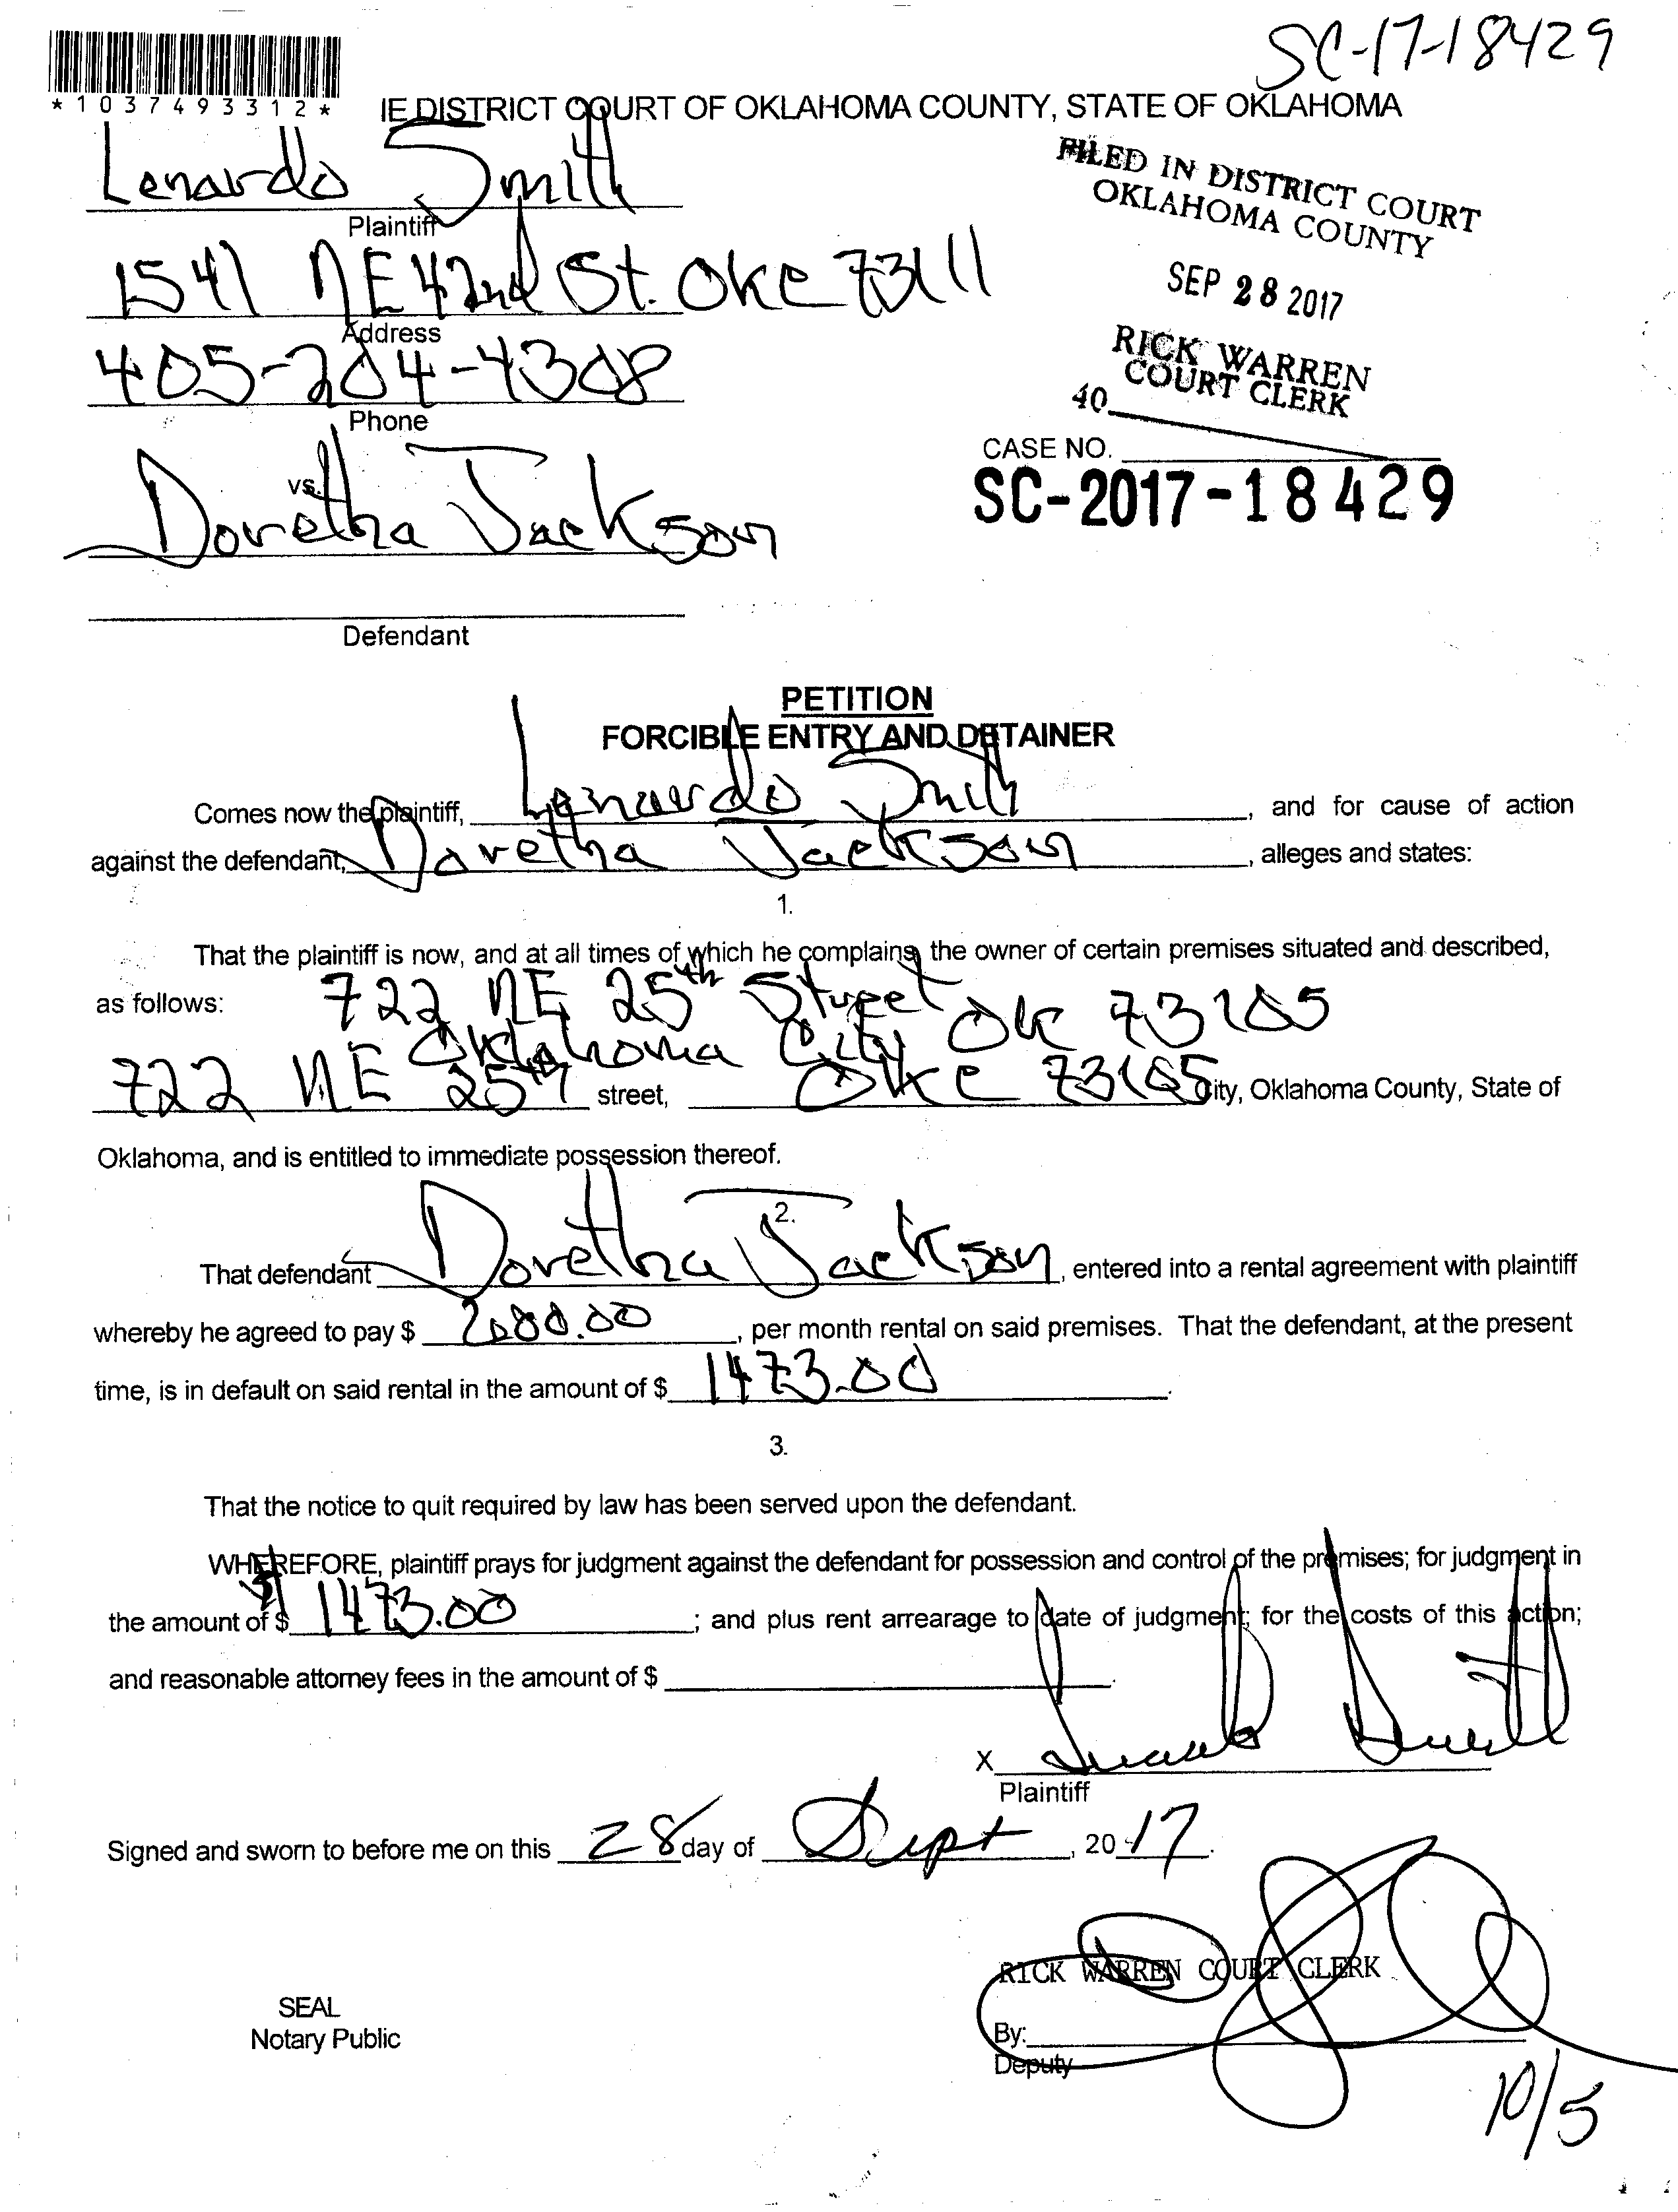 SC-17-18429
*1037493312*
IE DISTRICT COURT OF OKLAHOMA COUNTY, STATE OF OKLAHOMA
Lenardo Smith
Plaintiff
1541 NE 42nd St. Okc 73111
Address
405-204-4308
Phone
vs.
Doretha Jackson
Defendant
FILED IN DISTRICT COURT
OKLAHOMA COUNTY
SEP 28 2017
RICK WARREN
COURT CLERK
40
CASE NO.
SC-2017-18429
PETITION
FORCIBLE ENTRY AND DETAINER
Comes now the plaintiff, Lenardo Smith, and for cause of action
against the defendant, Doretha Jackson, alleges and states:
1.
That the plaintiff is now, and at all times of which he complains, the owner of certain premises situated and described,
as follows: 722 NE 25th Street
Oklahoma City OK 73105
722 NE 25th street, Okc 73105 City, Oklahoma County, State of
Oklahoma, and is entitled to immediate possession thereof.
2.
That defendant Doretha Jackson, entered into a rental agreement with plaintiff
whereby he agreed to pay $, per month rental on said premises. That the defendant, at the present
time, is in default on said rental in the amount of $ 1473.00.
3.
That the notice to quit required by law has been served upon the defendant.
WHEREFORE, plaintiff prays for judgment against the defendant for possession and control of the premises; for judgment in
the amount of $ 1473.00; and plus rent arrearage to date of judgment; for the costs of this action;
and reasonable attorney fees in the amount of $.
X
Plaintiff
Signed and sworn to before me on this 28 day of Sept, 2017.
RICK WARREN COURT CLERK
SEAL
Notary Public
By:
Deputy
10/5